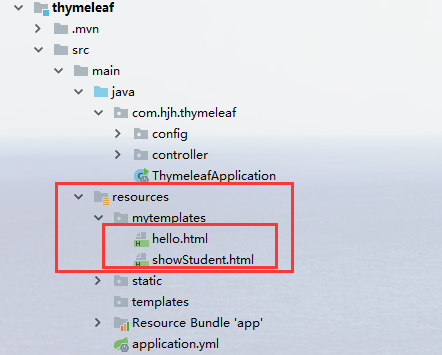 thymeleaf
.mvn
src
main
java
com.hjh.thymeleaf
config
controller
ThymeleafApplication
resources
mytemplates
hello.html
showStudent.html
static
templates
Resource Bundle 'app'
application.yml